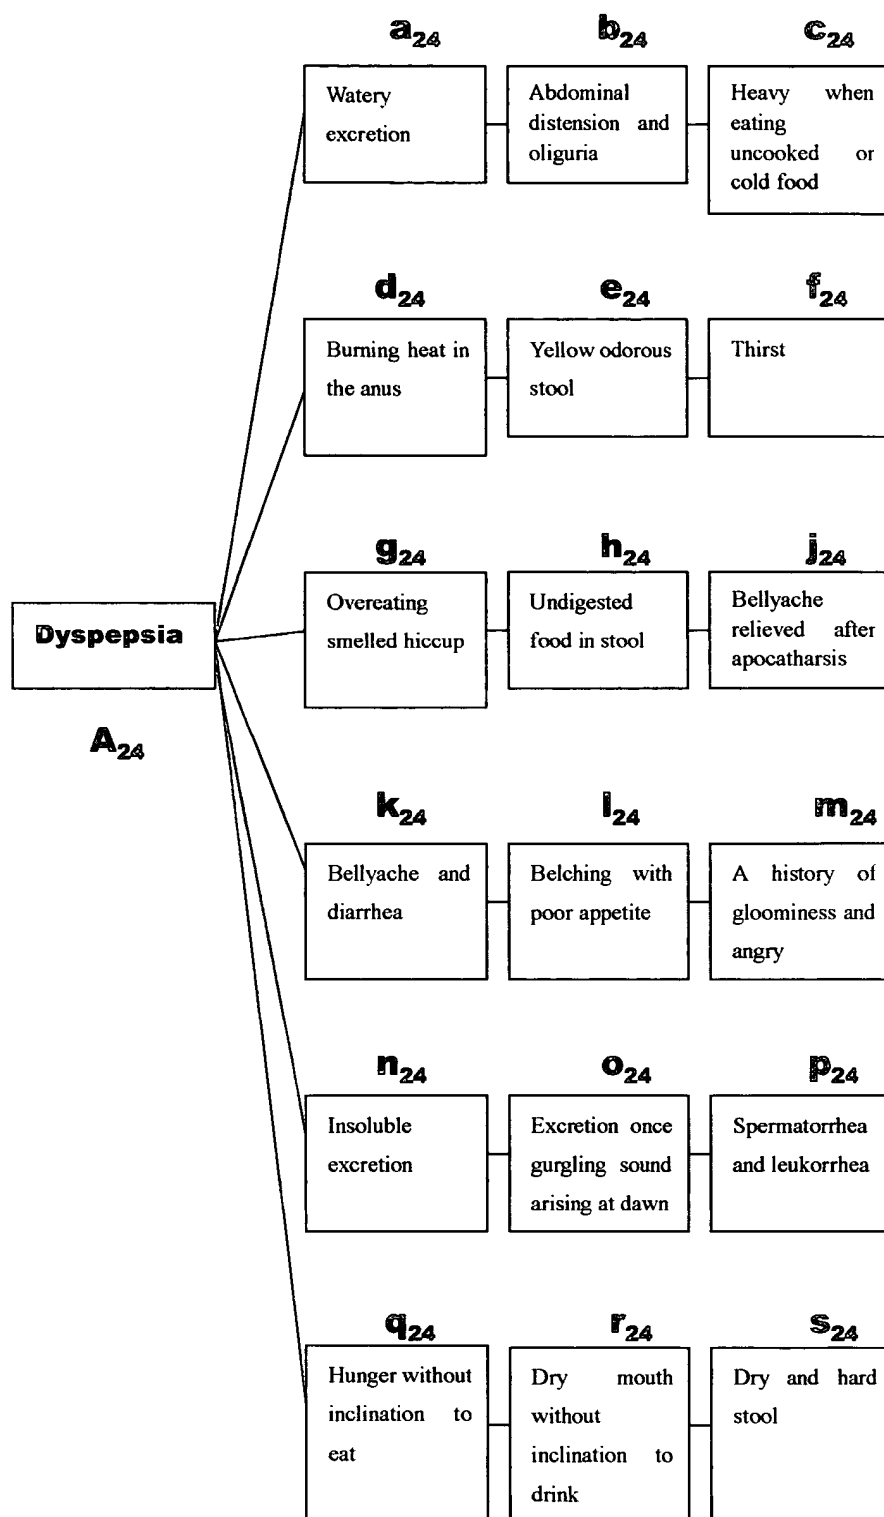 a24 b24 c24
Watery
excretion
Abdominal
distension and
oliguria
Heavy when
eating
uncooked or
cold food
d24 e24 f24
Burning heat in
the anus
Yellow odorous
stool
Thirst
g24 h24 j24
Overeating
smelled hiccup
Undigested
food in stool
Bellyache
relieved after
apocatharsis
Dyspepsia
A24
k24 l24 m24
Bellyache and
diarrhea
Belching with
poor appetite
A history of
gloominess and
angry
n24 o24 p24
Insoluble
excretion
Excretion once
gurgling sound
arising at dawn
Spermatorrhea
and leukorrhea
q24 r24 s24
Hunger without
inclination to
eat
Dry mouth
without
inclination to
drink
Dry and hard
stool